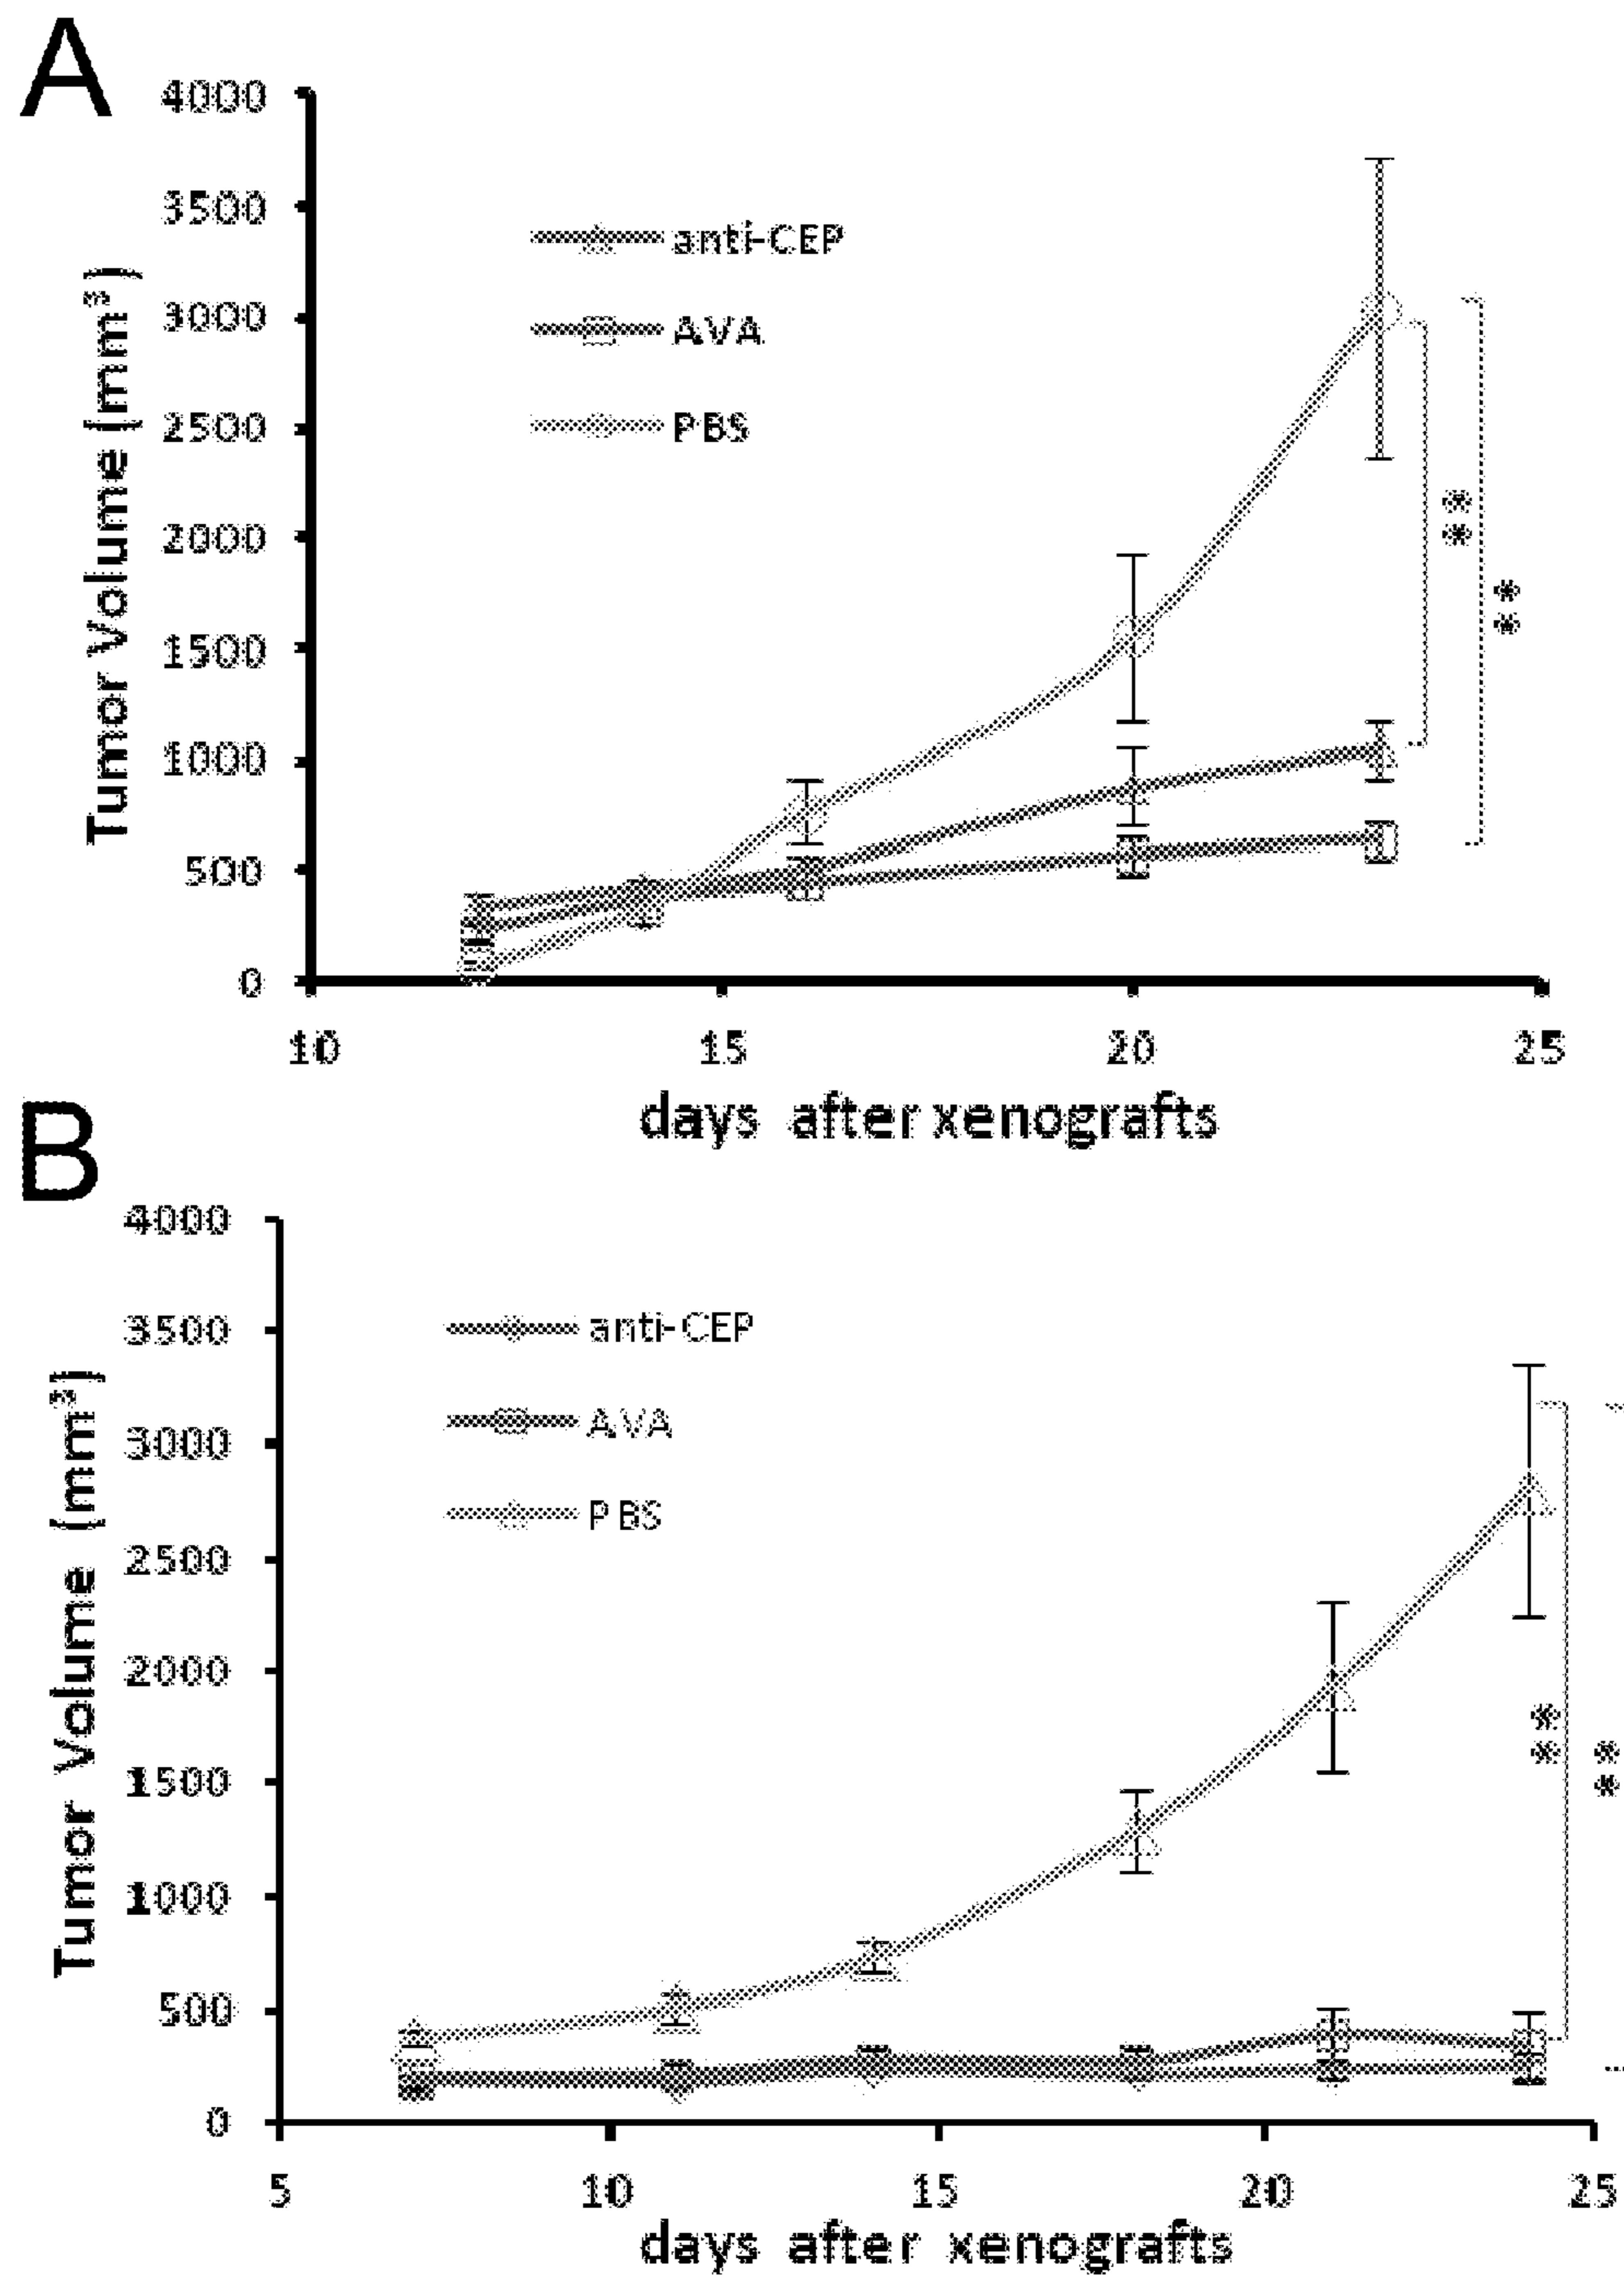 A
4000
3500
3000
2500
2000
1500
1000
500
0
Tumor Volume (mm³)
anti-CEP
AVA
PBS
**
**
10 15 20 25
days after xenografts
B
4000
3500
3000
2500
2000
1500
1000
500
0
Tumor Volume (mm³)
anti-CEP
AVA
PBS
**
**
5 10 15 20 25
days after xenografts